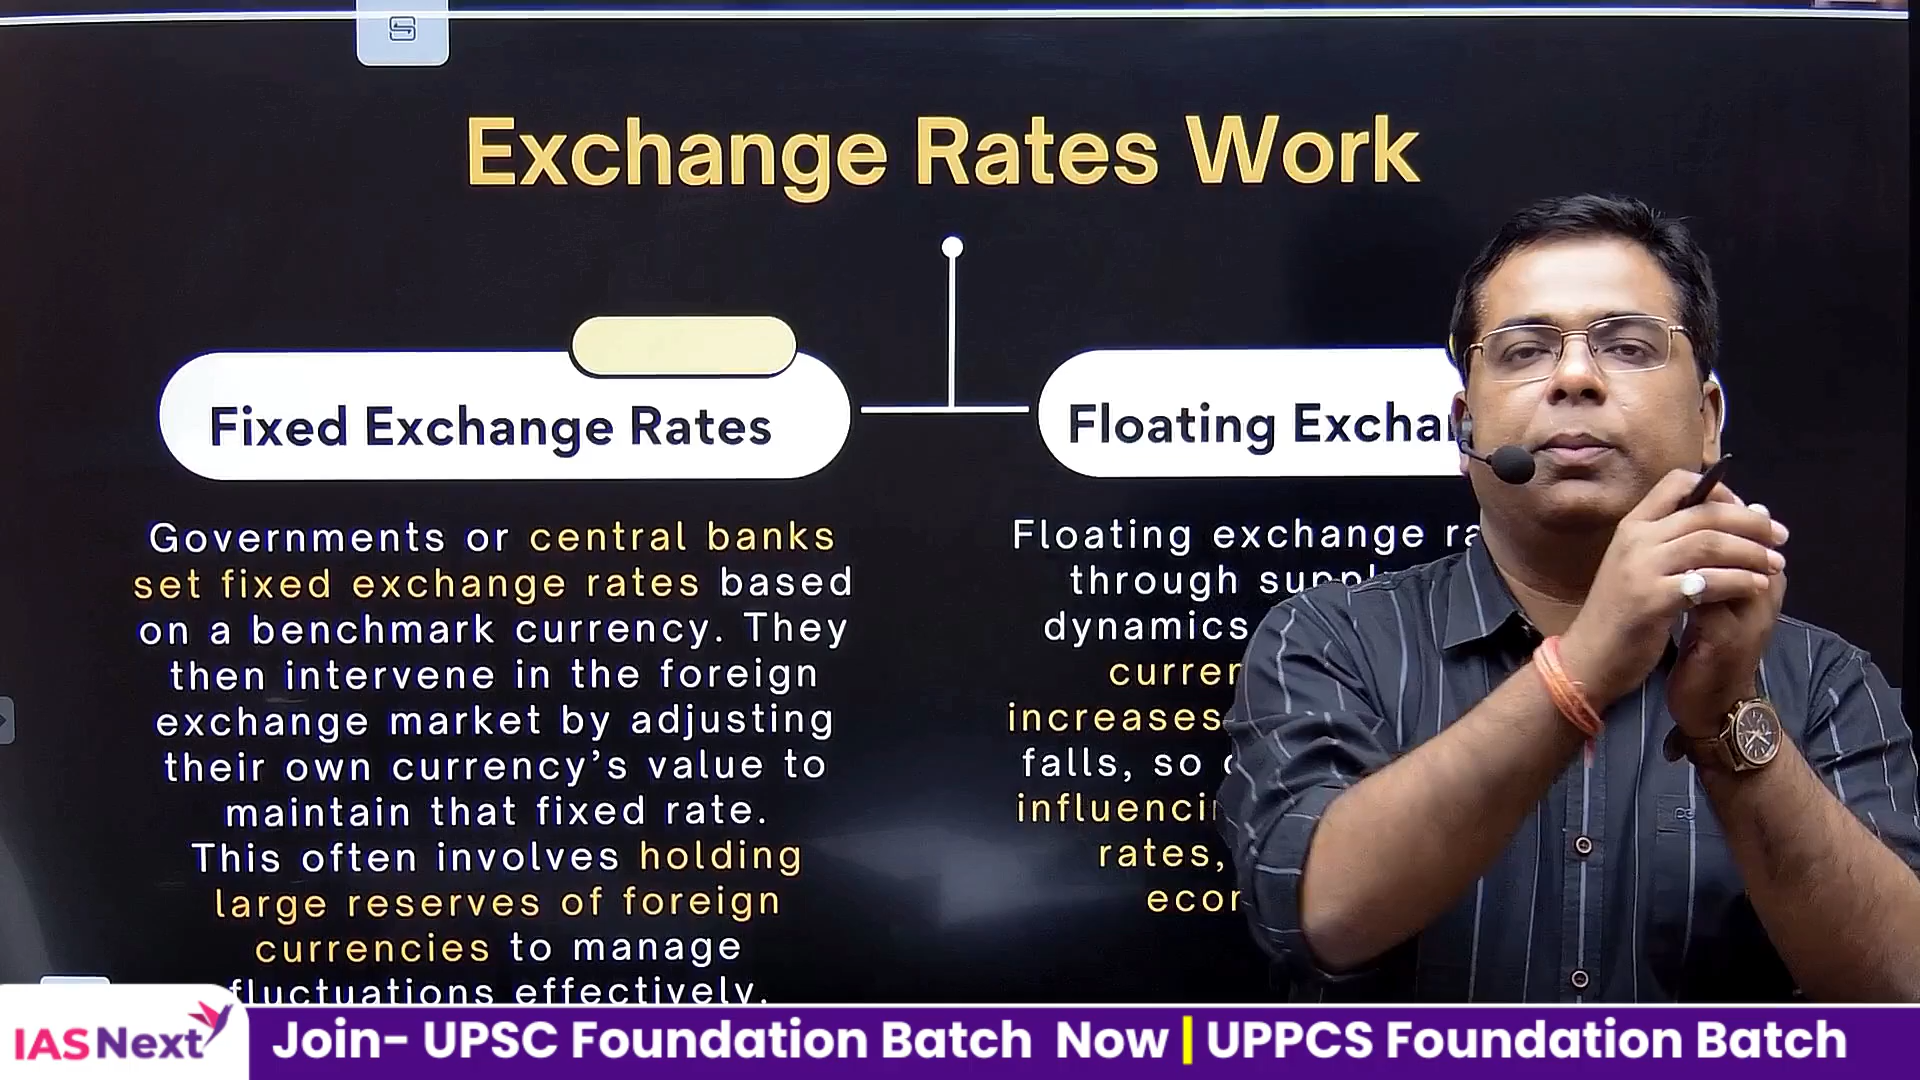 Exchange Rates Work
Fixed Exchange Rates
Governments or central banks
set fixed exchange rates based
on a benchmark currency. They
then intervene in the foreign
exchange market by adjusting
their own currency’s value to
maintain that fixed rate.
This often involves holding
large reserves of foreign
currencies to manage
fluctuations effectively.
Floating
Floating exchange
through
dynamics
increases
falls, so
rates,
IAS Next
Join- UPSC Foundation Batch Now | UPPCS Foundation Batch